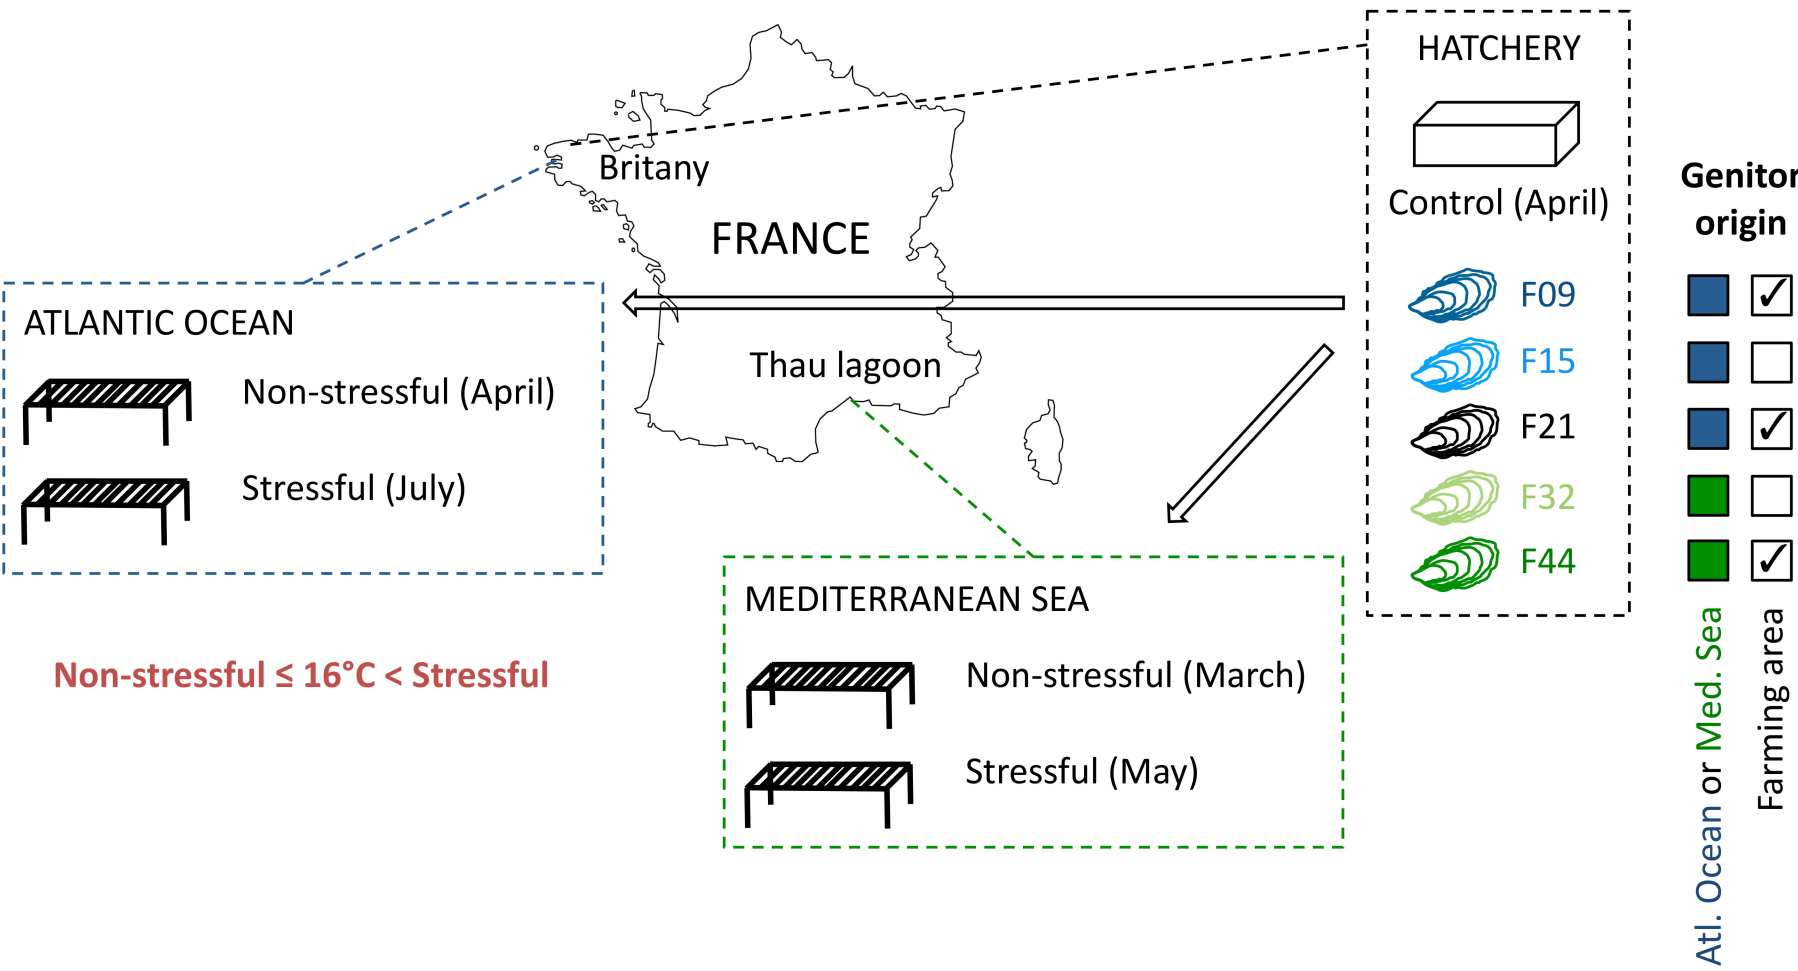 HATCHERY
Control (April)
F09
F15
F21
F32
F44
Genitor
origin
Atl. Ocean or Med. Sea
Farming area
Britany
FRANCE
Thau lagoon
ATLANTIC OCEAN
Non-stressful (April)
Stressful (July)
Non-stressful ≤ 16°C < Stressful
MEDITERRANEAN SEA
Non-stressful (March)
Stressful (May)